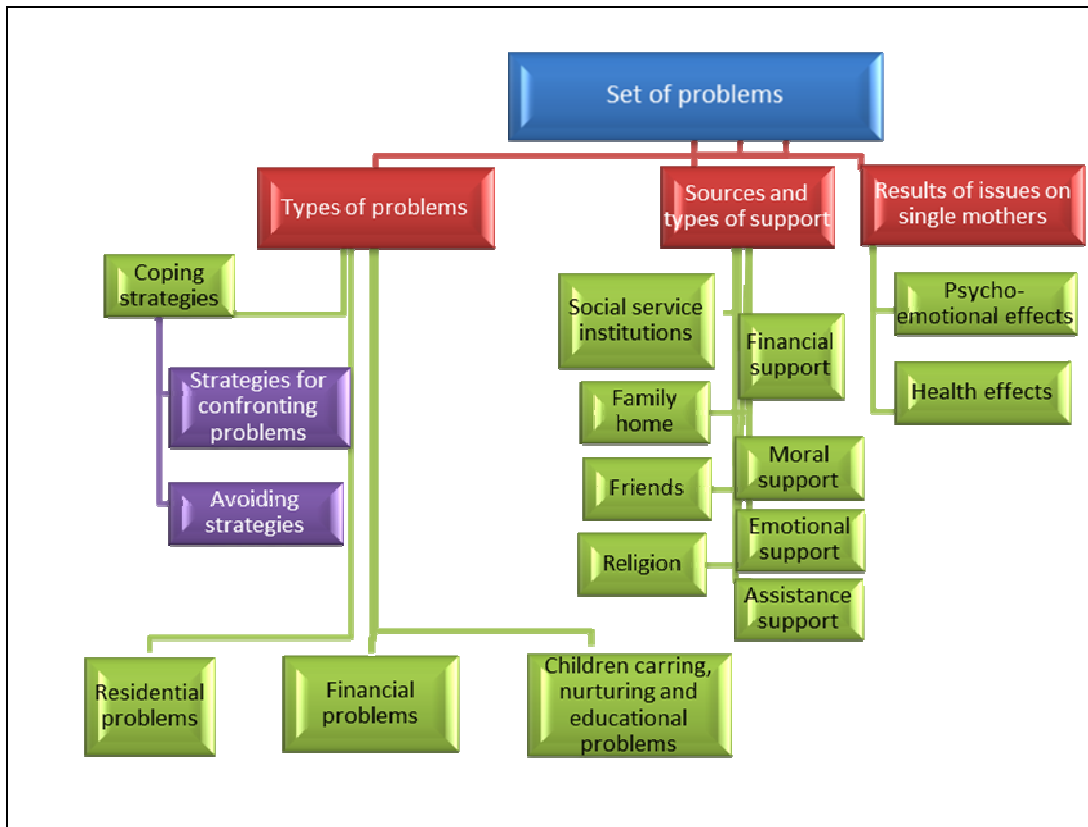 Set of problems
Types of problems
Sources and
types of support
Results of issues on
single mothers
Coping
strategies
Strategies for
confronting
problems
Avoiding
strategies
Residential
problems
Financial
problems
Children carring,
nurturing and
educational
problems
Social service
institutions
Family
home
Friends
Religion
Financial
support
Moral
support
Emotional
support
Assistance
support
Psycho-
emotional effects
Health effects